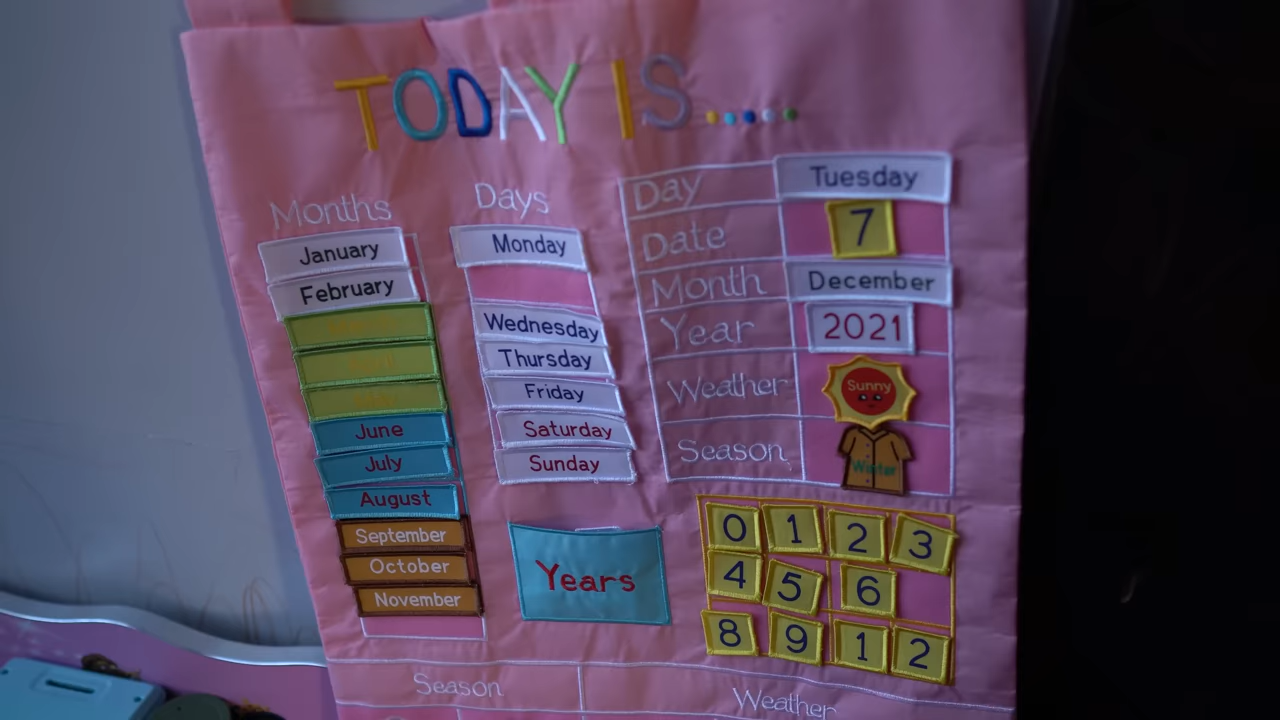 TODAY IS.....
Months
January
February
June
July
August
September
October
November
Days
Monday
Wednesday
Thursday
Friday
Saturday
Sunday
Years
Day Tuesday
Date 7
Month December
Year 2021
Weather Sunny
Season Winter
0 1 2 3
4 5 6
8 9 1 2
Season Weather